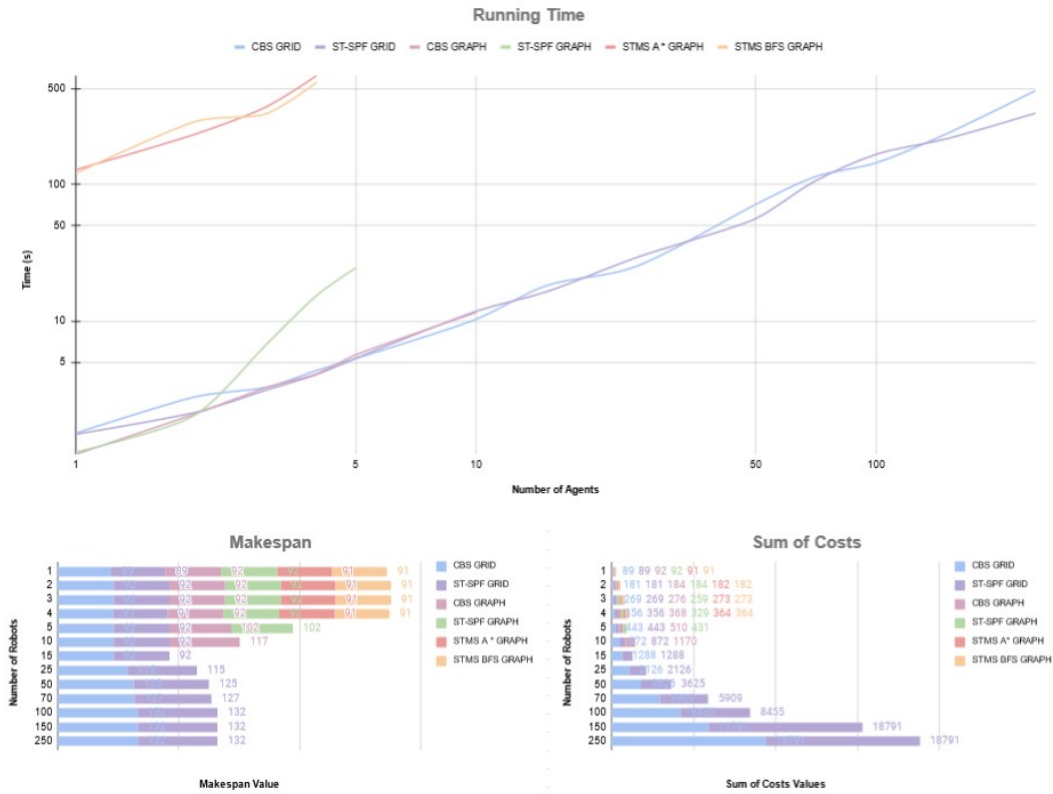 Running Time
CBS GRID ST-SPF GRID CBS GRAPH ST-SPF GRAPH STMS A* GRAPH STMS BFS GRAPH
500
100
50
10
5
Time (s)
1 5 10 50 100
Number of Agents
Makespan
CBS GRID
ST-SPF GRID
CBS GRAPH
ST-SPF GRAPH
STMS A* GRAPH
STMS BFS GRAPH
Number of Robots
1 89 92 92 91 91
2 92 92 92 91 91
3 92 92 91 91
4 91 92 91 91
5 92 102 102
10 92 117
15 92
25 115
50 125
70 127
100 132
150 132
250 132
Makespan Value
Sum of Costs
CBS GRID
ST-SPF GRID
CBS GRAPH
ST-SPF GRAPH
STMS A* GRAPH
STMS BFS GRAPH
Number of Robots
1 89 89 92 92 91 91
2 181 181 184 184 182 182
3 269 269 276 259 273 273
4 356 356 368 329 364 364
5 443 443 510 431
10 872 1170
15 1288 1288
25 2126
50 3625
70 5909
100 8455
150 18791
250 18791
Sum of Costs Values